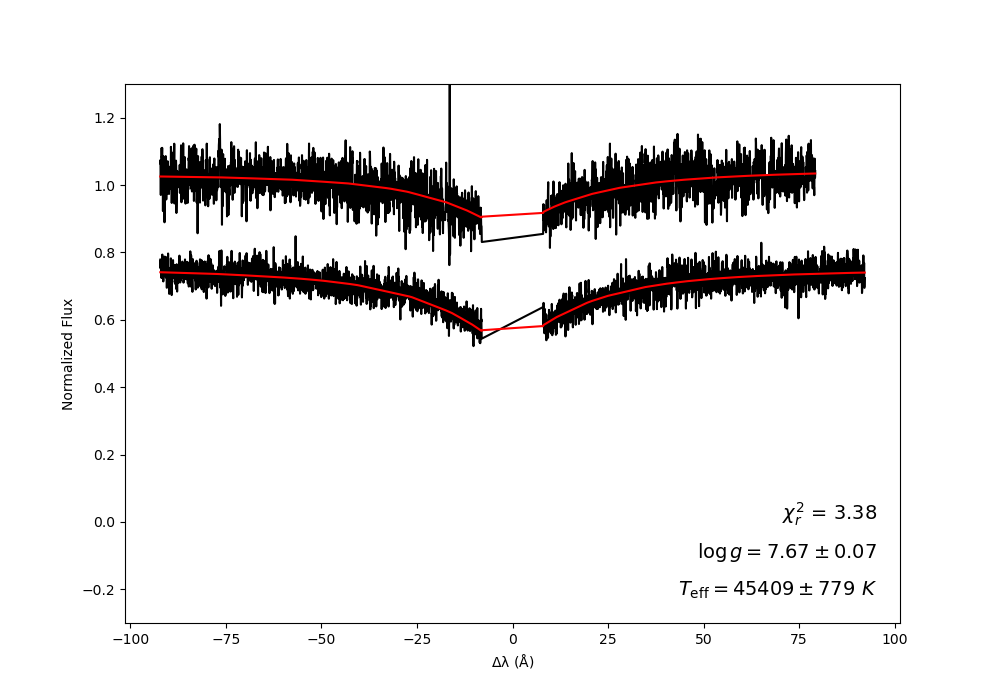 1.2
1.0
0.8
0.6
0.4
0.2
0.0
−0.2
Normalized Flux
χ²ᵣ = 3.38
log g = 7.67 ± 0.07
T_eff = 45409 ± 779 K
−100 −75 −50 −25 0 25 50 75 100
Δλ (Å)